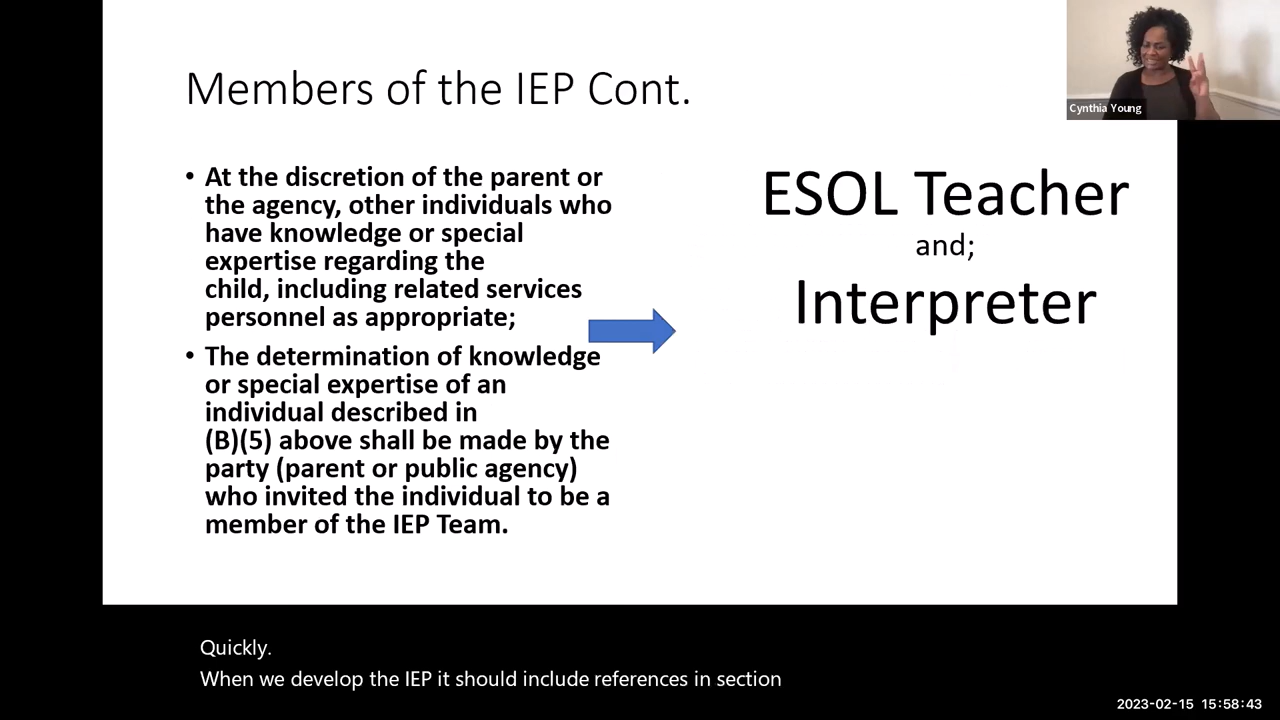 Members of the IEP Cont.
Cynthia Young
• At the discretion of the parent or
the agency, other individuals who
have knowledge or special
expertise regarding the
child, including related services
personnel as appropriate;
• The determination of knowledge
or special expertise of an
individual described in
(B)(5) above shall be made by the
party (parent or public agency)
who invited the individual to be a
member of the IEP Team.
ESOL Teacher
and;
Interpreter
Quickly.
When we develop the IEP it should include references in section
2023-02-15 15:58:43